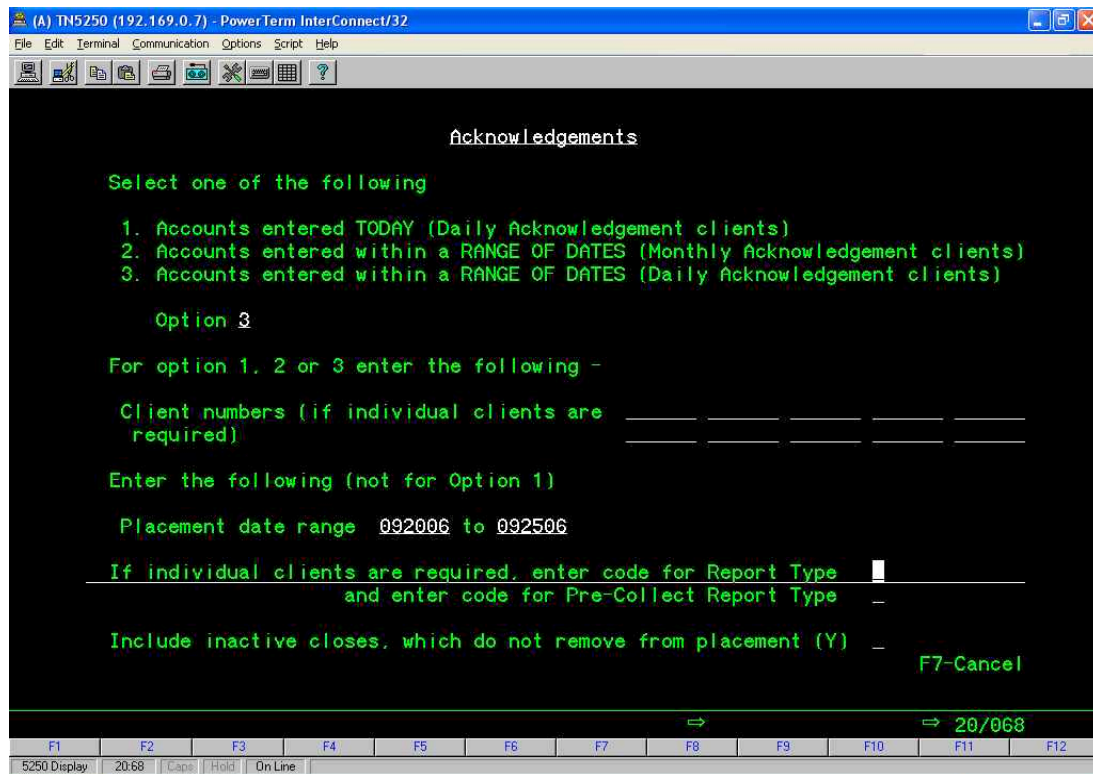 (A) TN5250 (192.169.0.7) - PowerTerm InterConnect/32
File Edit Terminal Communication Options Script Help
Acknowledgements
Select one of the following
1. Accounts entered TODAY (Daily Acknowledgement clients)
2. Accounts entered within a RANGE OF DATES (Monthly Acknowledgement clients)
3. Accounts entered within a RANGE OF DATES (Daily Acknowledgement clients)
Option 3
For option 1, 2 or 3 enter the following -
Client numbers (if individual clients are
required)
Enter the following (not for Option 1)
Placement date range 092006 to 092506
If individual clients are required, enter code for Report Type
and enter code for Pre-Collect Report Type
Include inactive closes, which do not remove from placement (Y)
F7-Cancel
⇨ ⇨ 20/068
F1 F2 F3 F4 F5 F6 F7 F8 F9 F10 F11 F12
5250 Display 20:68 Caps Hold On Line